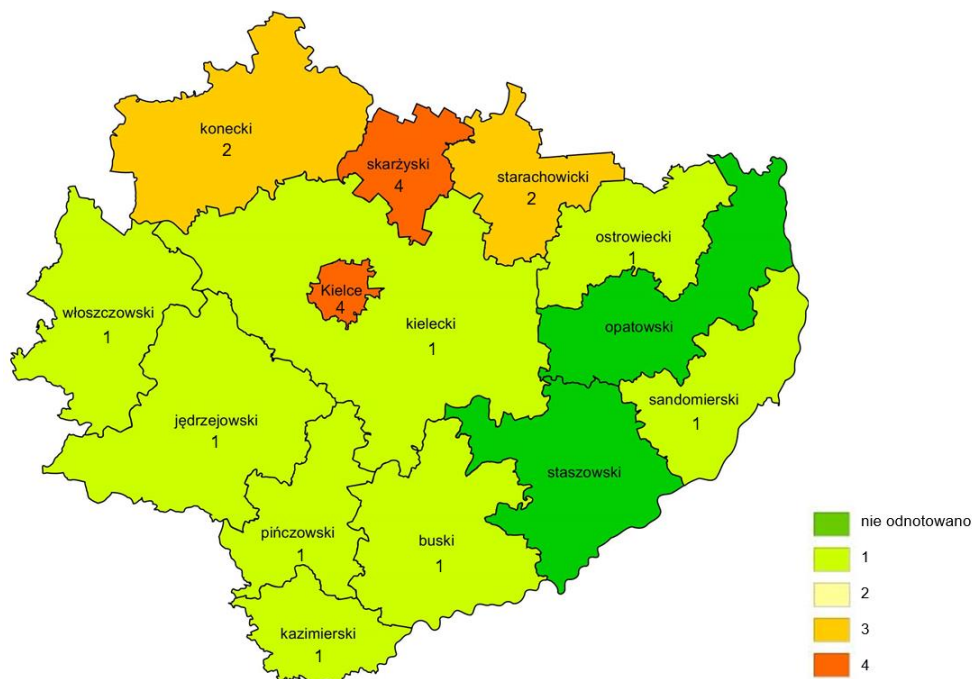 konecki
2
skarżyski
4
starachowicki
2
ostrowiecki
1
Kielce
4
włoszczowski
1
kielecki
1
opatowski
sandomierski
1
jędrzejowski
1
staszowski
pińczowski
1
buski
1
kazimierski
1
nie odnotowano
1
2
3
4